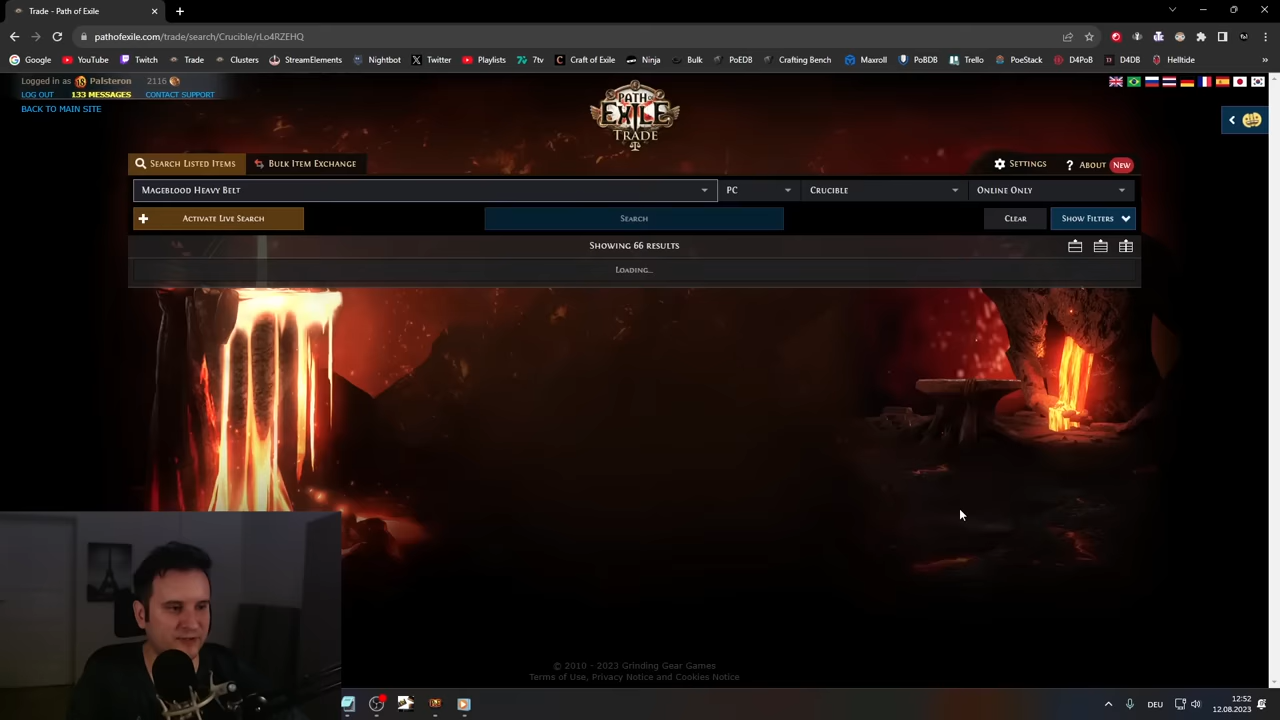 Trade - Path of Exile
pathofexile.com/trade/search/Crucible/rLo4RZEHQ
Google YouTube Twitch Trade Clusters StreamElements Nightbot Twitter Playlists 7tv Craft of Exile Ninja Bulk PoEDB Crafting Bench Maxroll PoBDB Trello PoeStack D4PoB D4DB Helltide »
Logged in as Palsteron 2116
LOG OUT 133 MESSAGES CONTACT SUPPORT
BACK TO MAIN SITE
PATH OF EXILE TRADE
Search Listed Items Bulk Item Exchange Settings ? About New
Mageblood Heavy Belt PC Crucible Online Only
Activate Live Search Search Clear Show Filters
Showing 66 results
Loading...
© 2010 - 2023 Grinding Gear Games
Terms of Use, Privacy Notice and Cookies Notice
DEU 12:52
12.08.2023